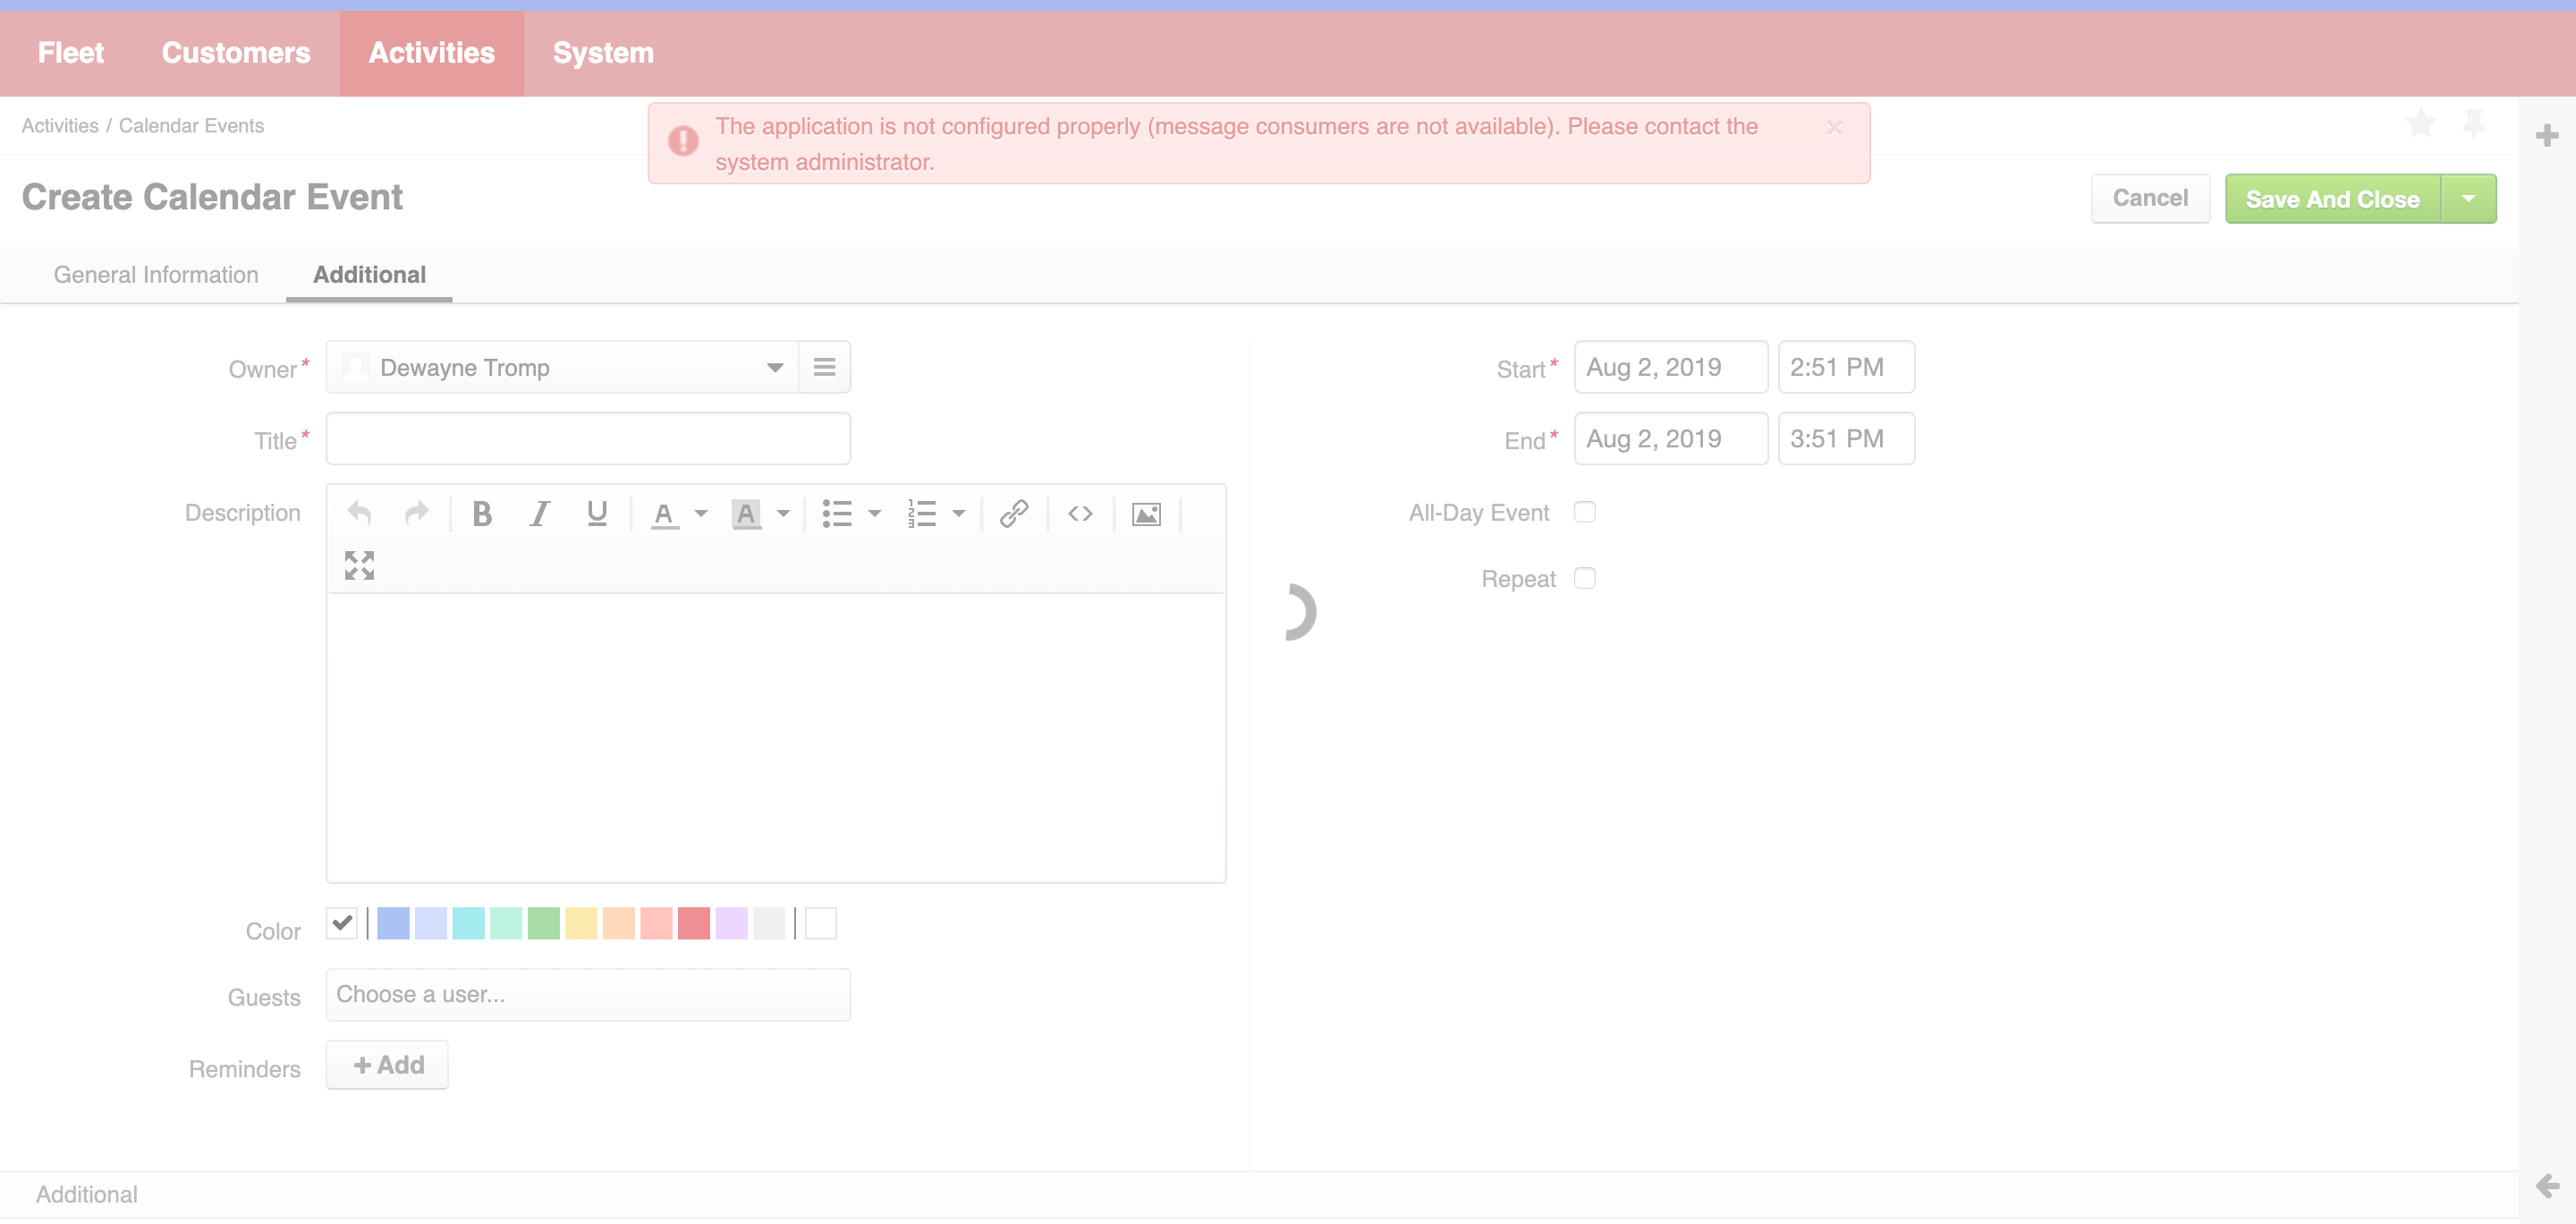 Fleet Customers Activities System
Activities / Calendar Events
The application is not configured properly (message consumers are not available). Please contact the
system administrator.
×
Create Calendar Event
Cancel
Save And Close
General Information Additional
Owner*
Dewayne Tromp
Title*
Description
B I U A A <>
Color
Guests
Choose a user...
Reminders
+ Add
Start*
Aug 2, 2019 2:51 PM
End*
Aug 2, 2019 3:51 PM
All-Day Event
Repeat
Additional